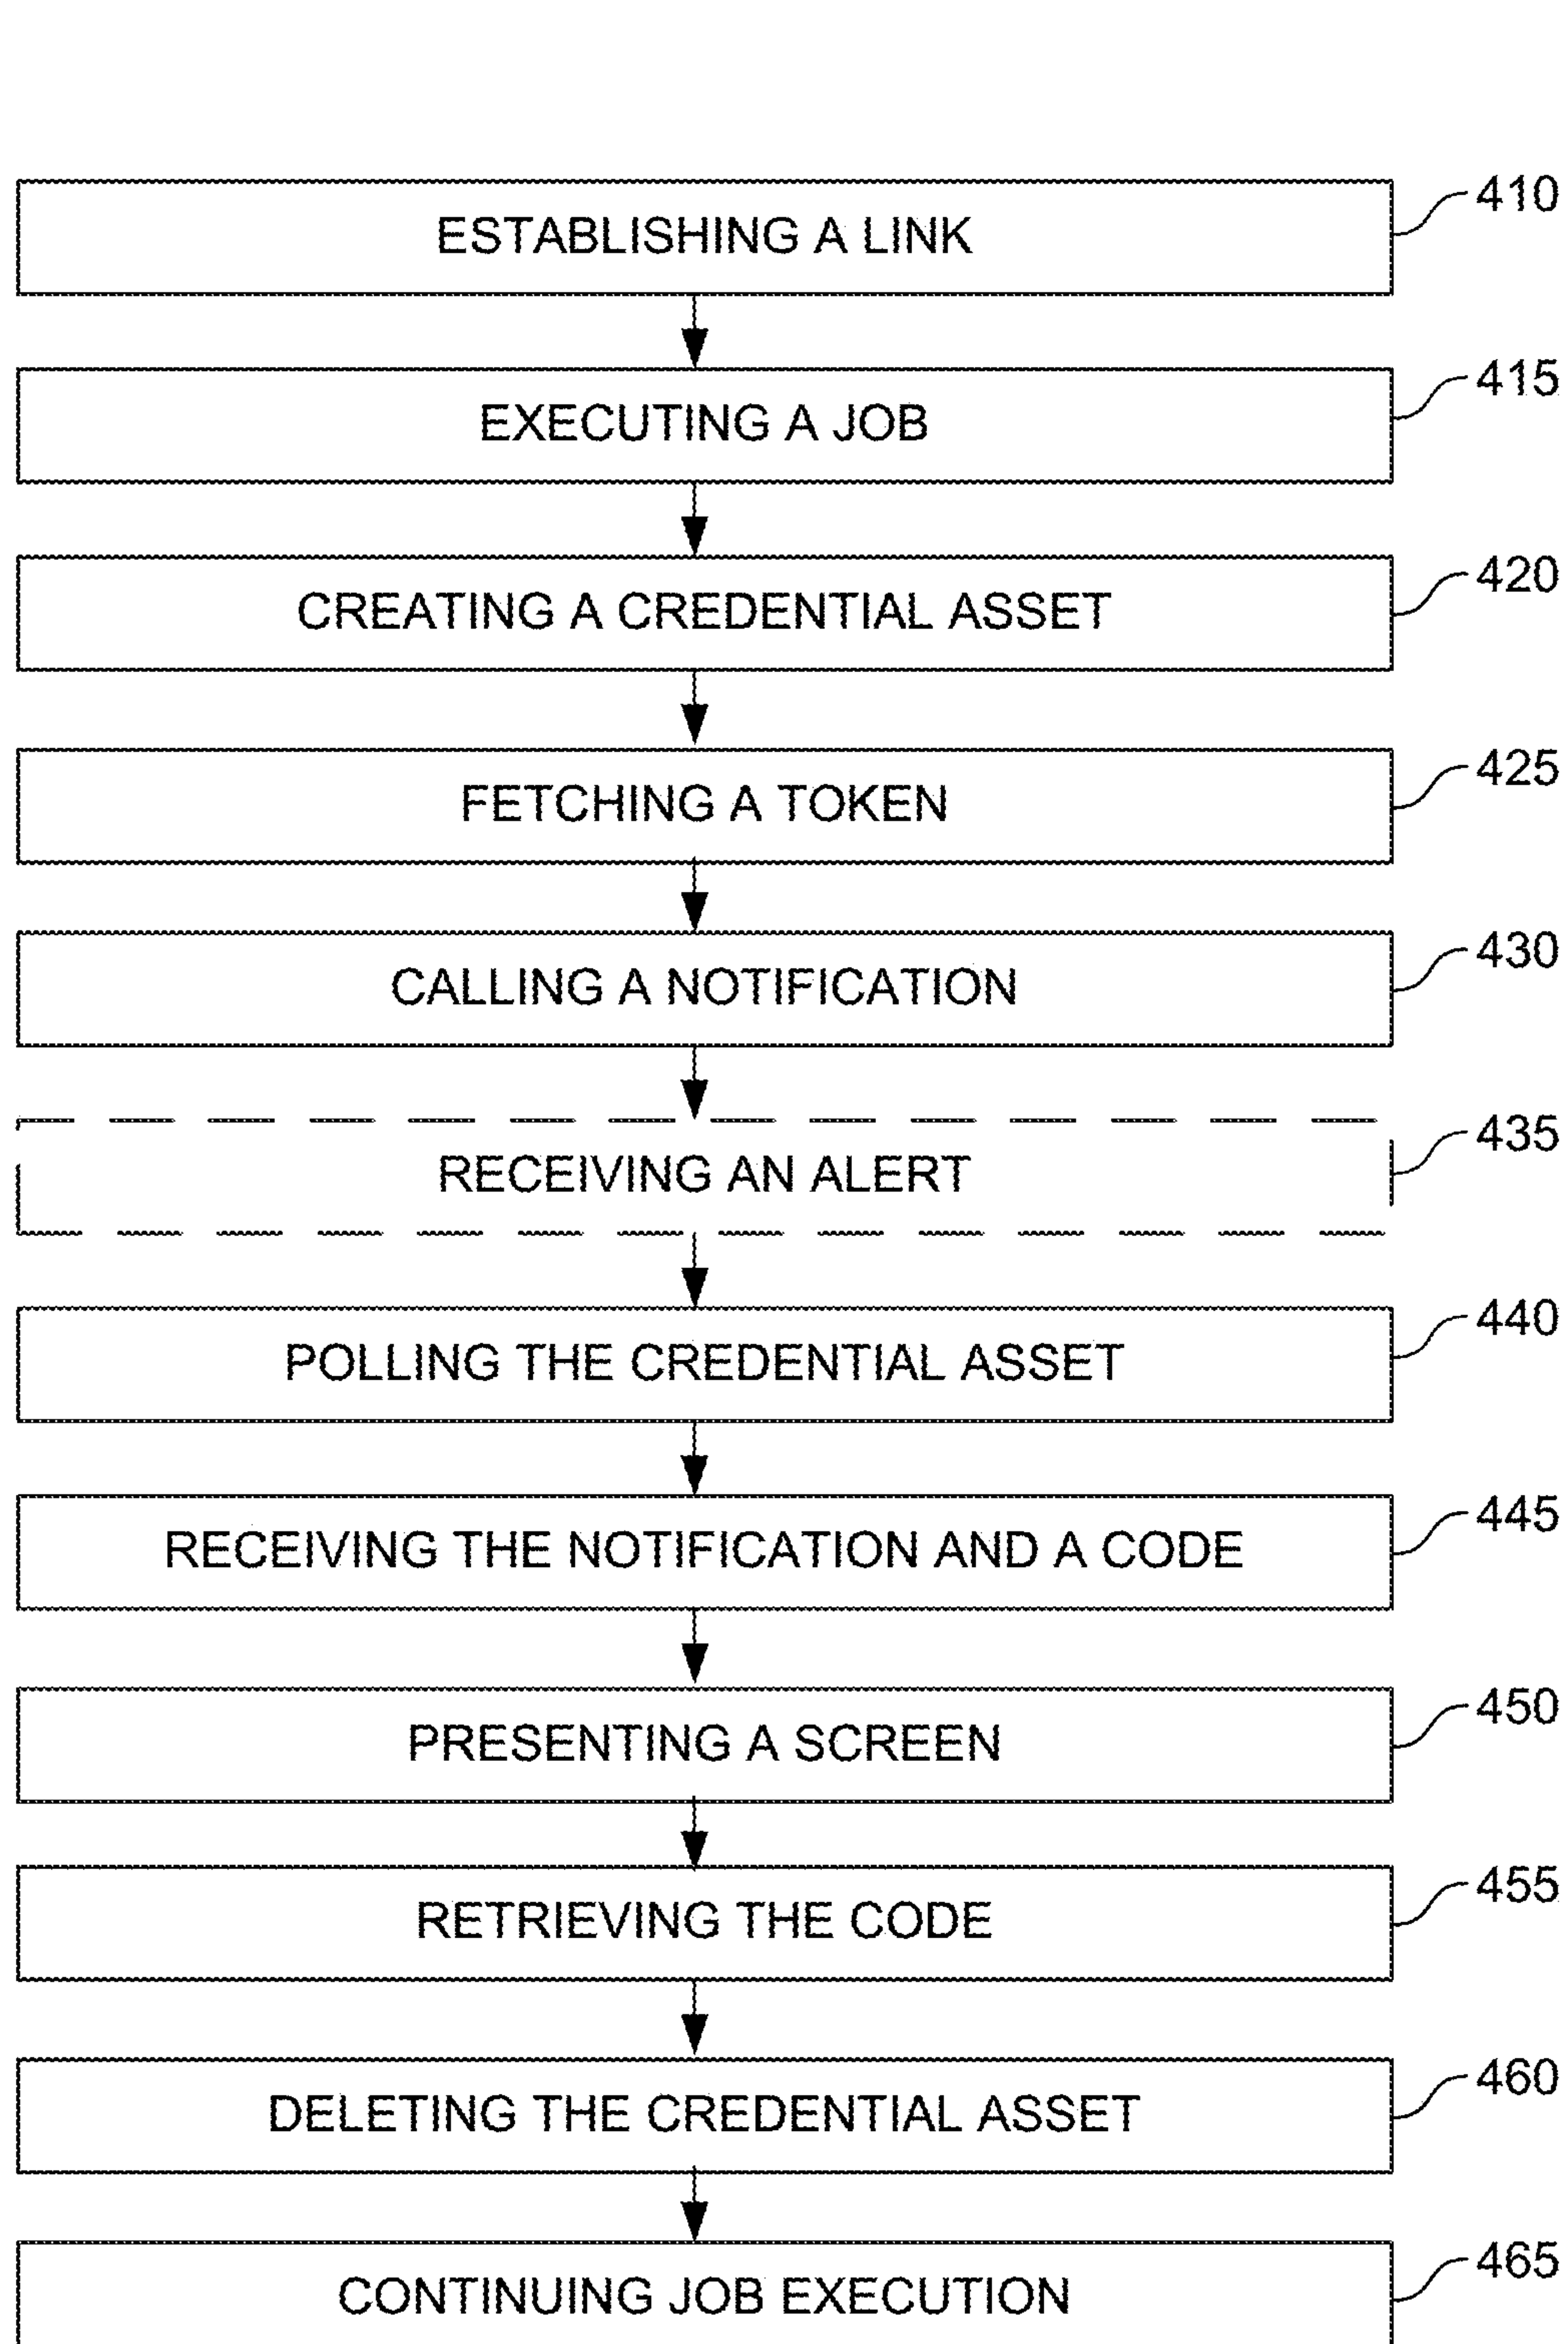 410
ESTABLISHING A LINK
415
EXECUTING A JOB
420
CREATING A CREDENTIAL ASSET
425
FETCHING A TOKEN
430
CALLING A NOTIFICATION
435
RECEIVING AN ALERT
440
POLLING THE CREDENTIAL ASSET
445
RECEIVING THE NOTIFICATION AND A CODE
450
PRESENTING A SCREEN
455
RETRIEVING THE CODE
460
DELETING THE CREDENTIAL ASSET
465
CONTINUING JOB EXECUTION